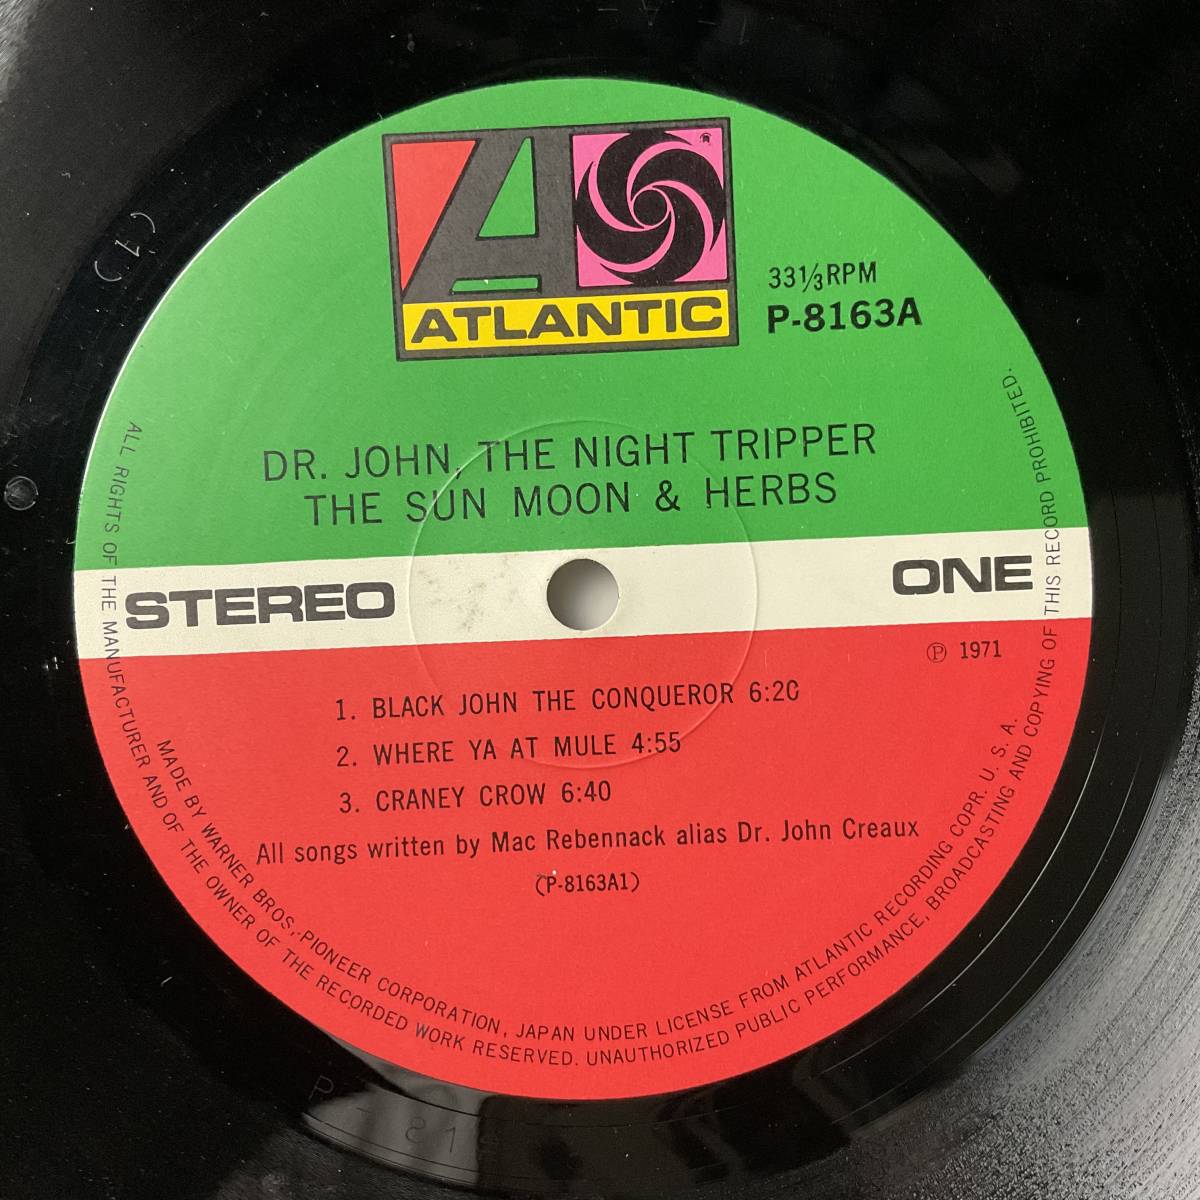 ATLANTIC
33⅓RPM
P-8163A
DR. JOHN, THE NIGHT TRIPPER
THE SUN MOON & HERBS
STEREO
ONE
Ⓟ 1971
1. BLACK JOHN THE CONQUEROR 6:20
2. WHERE YA AT MULE 4:55
3. CRANEY CROW 6:40
All songs written by Mac Rebennack alias Dr. John Creaux
(P-8163A1)
MADE BY WARNER BROS.,-PIONEER CORPORATION, JAPAN UNDER LICENSE FROM ATLANTIC RECORDING COPR. U. S. A.
ALL RIGHTS OF THE MANUFACTURER AND OF THE OWNER OF THE RECORDED WORK RESERVED. UNAUTHORIZED PUBLIC PERFORMANCE, BROADCASTING AND COPYING OF THIS RECORD PROHIBITED.
(1)